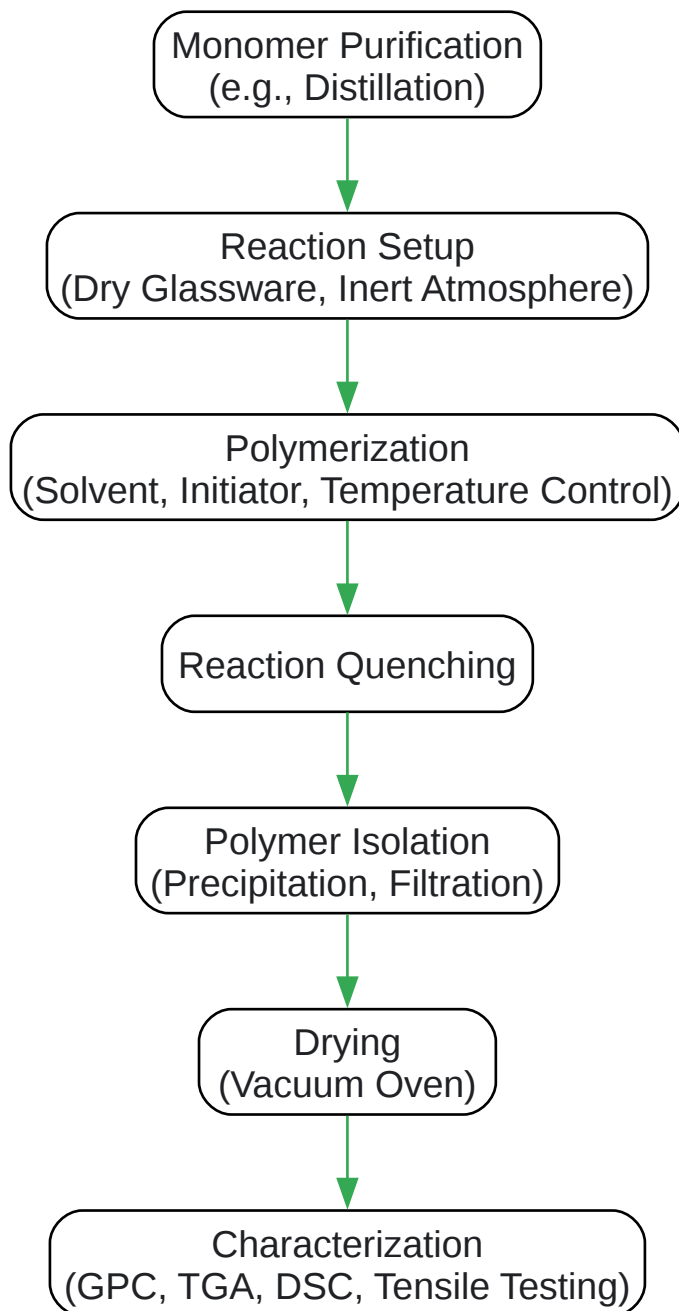 Monomer Purification
(e.g., Distillation)
Reaction Setup
(Dry Glassware, Inert Atmosphere)
Polymerization
(Solvent, Initiator, Temperature Control)
Reaction Quenching
Polymer Isolation
(Precipitation, Filtration)
Drying
(Vacuum Oven)
Characterization
(GPC, TGA, DSC, Tensile Testing)